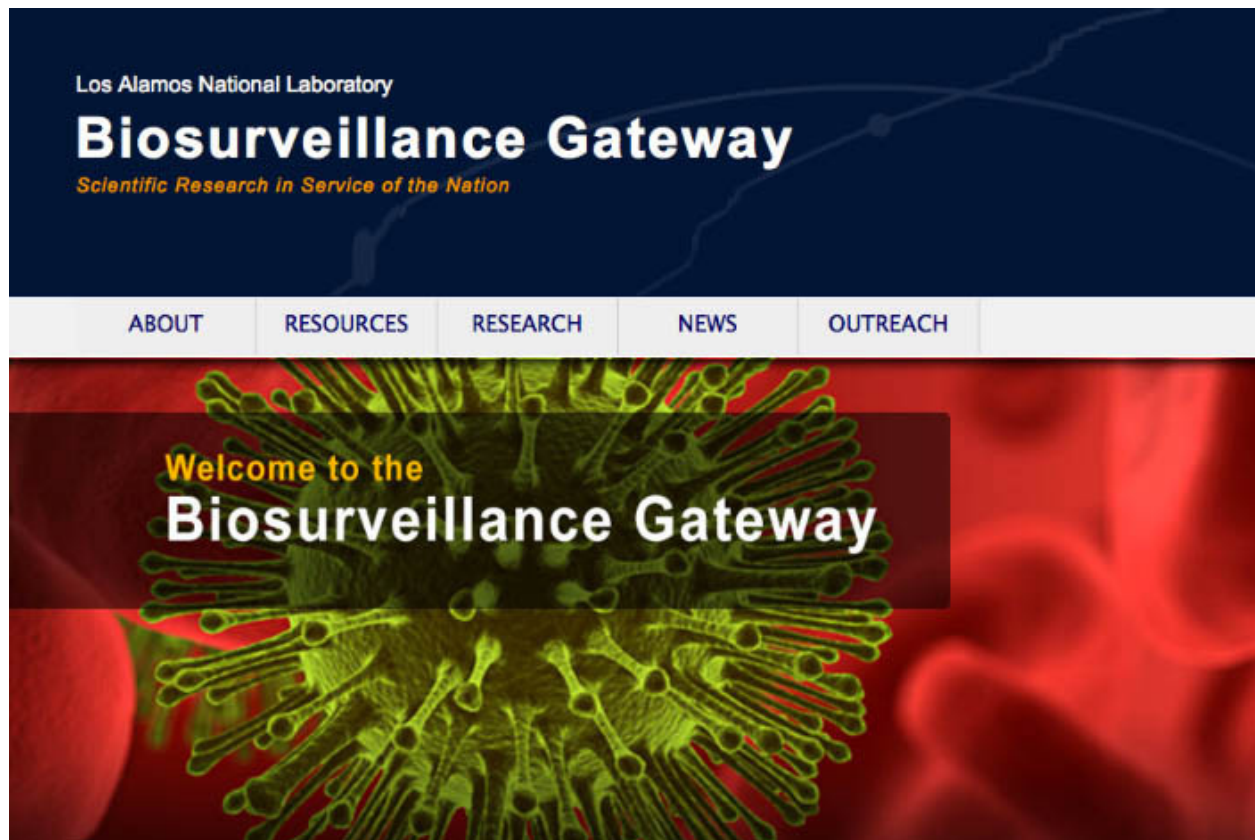 Los Alamos National Laboratory
Biosurveillance Gateway
Scientific Research in Service of the Nation
ABOUT RESOURCES RESEARCH NEWS OUTREACH
Welcome to the
Biosurveillance Gateway